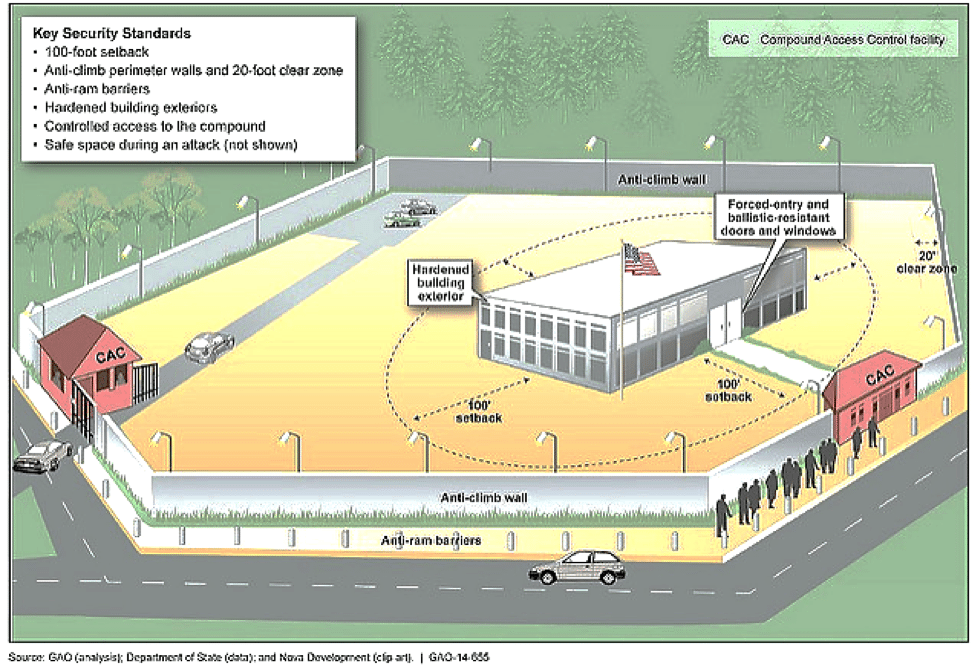 Key Security Standards
• 100-foot setback
• Anti-climb perimeter walls and 20-foot clear zone
• Anti-ram barriers
• Hardened building exteriors
• Controlled access to the compound
• Safe space during an attack (not shown)
CAC Compound Access Control facility
Anti-climb wall
Forced-entry and
ballistic-resistant
doors and windows
20'
clear zone
Hardened
building
exterior
CAC
CAC
100'
setback
100'
setback
Anti-climb wall
Anti-ram barriers
Source: GAO (analysis); Department of State (data); and Nova Development (clip art). | GAO-14-655